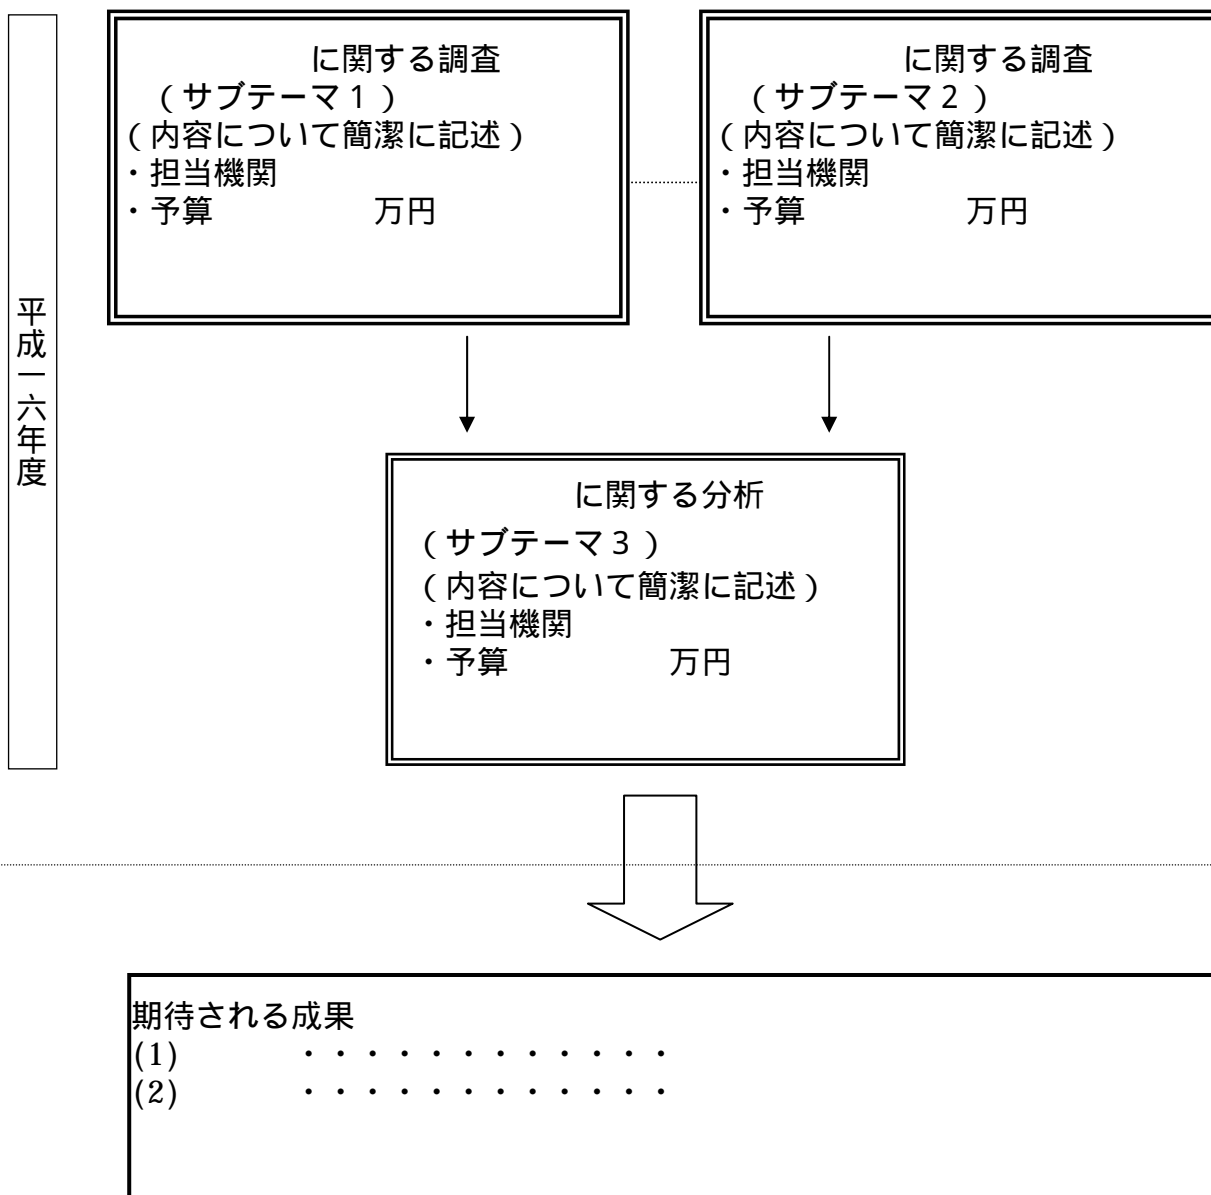 平成一六年度
に関する調査
（サブテーマ１）
（内容について簡潔に記述）
・担当機関
・予算　　　　　万円
に関する調査
（サブテーマ２）
（内容について簡潔に記述）
・担当機関
・予算　　　　　万円
に関する分析
（サブテーマ３）
（内容について簡潔に記述）
・担当機関
・予算　　　　　万円
期待される成果
(1)　　　　・・・・・・・・・・・・
(2)　　　　・・・・・・・・・・・・